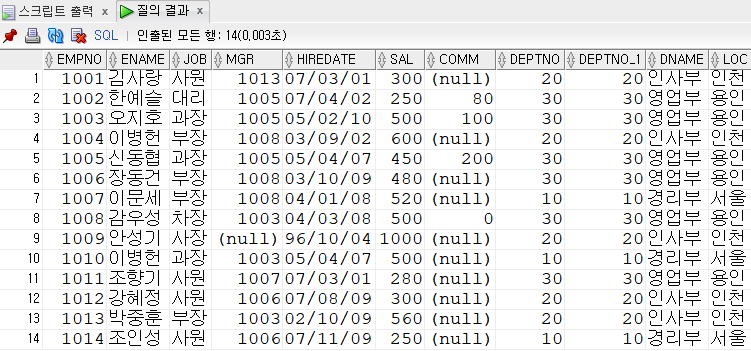 스크립트 출력 x 질의 결과 x
SQL | 인출된 모든 행: 14(0,003초)
EMPNO ENAME JOB MGR HIREDATE SAL COMM DEPTNO DEPTNO_1 DNAME LOC
1 1001 김사랑 사원 1013 07/03/01 300 (null) 20 20 인사부 인천
2 1002 한예슬 대리 1005 07/04/02 250 80 30 30 영업부 용인
3 1003 오지호 과장 1005 05/02/10 500 100 30 30 영업부 용인
4 1004 이병헌 부장 1008 03/09/02 600 (null) 20 20 인사부 인천
5 1005 신동협 과장 1005 05/04/07 450 200 30 30 영업부 용인
6 1006 장동건 부장 1008 03/10/09 480 (null) 30 30 영업부 용인
7 1007 이문세 부장 1008 04/01/08 520 (null) 10 10 경리부 서울
8 1008 감우성 차장 1003 04/03/08 500 0 30 30 영업부 용인
9 1009 안성기 사장 (null) 96/10/04 1000 (null) 20 20 인사부 인천
10 1010 이병헌 과장 1003 05/04/07 500 (null) 10 10 경리부 서울
11 1011 조향기 사원 1007 07/03/01 280 (null) 30 30 영업부 용인
12 1012 강혜정 사원 1006 07/08/09 300 (null) 20 20 인사부 인천
13 1013 박중훈 부장 1003 02/10/09 560 (null) 20 20 인사부 인천
14 1014 조인성 사원 1006 07/11/09 250 (null) 10 10 경리부 서울